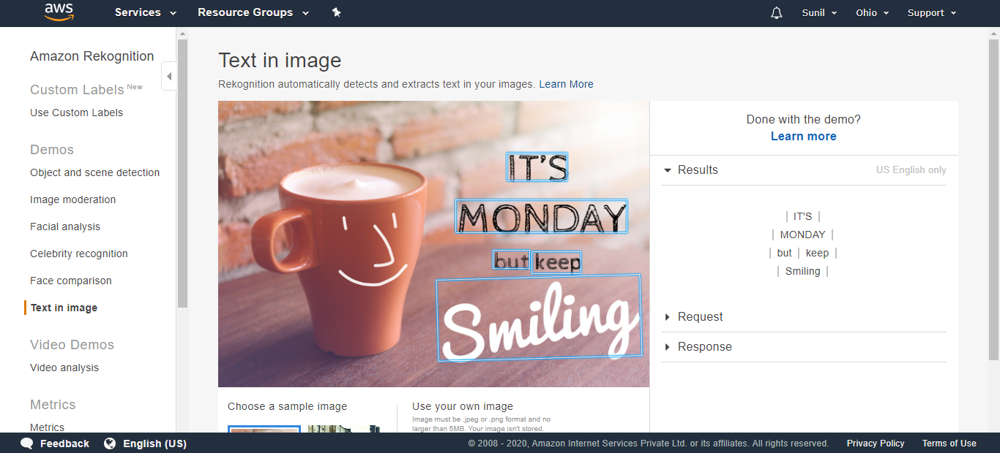 aws
Services
Resource Groups
Sunil
Ohio
Support
Amazon Rekognition
Custom Labels New
Use Custom Labels
Demos
Object and scene detection
Image moderation
Facial analysis
Celebrity recognition
Face comparison
Text in image
Video Demos
Video analysis
Metrics
Metrics
Text in image
Rekognition automatically detects and extracts text in your images. Learn More
IT'S
MONDAY
but keep
Smiling
Choose a sample image
Use your own image
Image must be .jpeg or .png format and no
larger than 5MB. Your image isn't stored.
Done with the demo?
Learn more
Results
US English only
| IT'S |
| MONDAY |
| but | keep |
| Smiling |
Request
Response
Feedback
English (US)
© 2008 - 2020, Amazon Internet Services Private Ltd. or its affiliates. All rights reserved.
Privacy Policy
Terms of Use